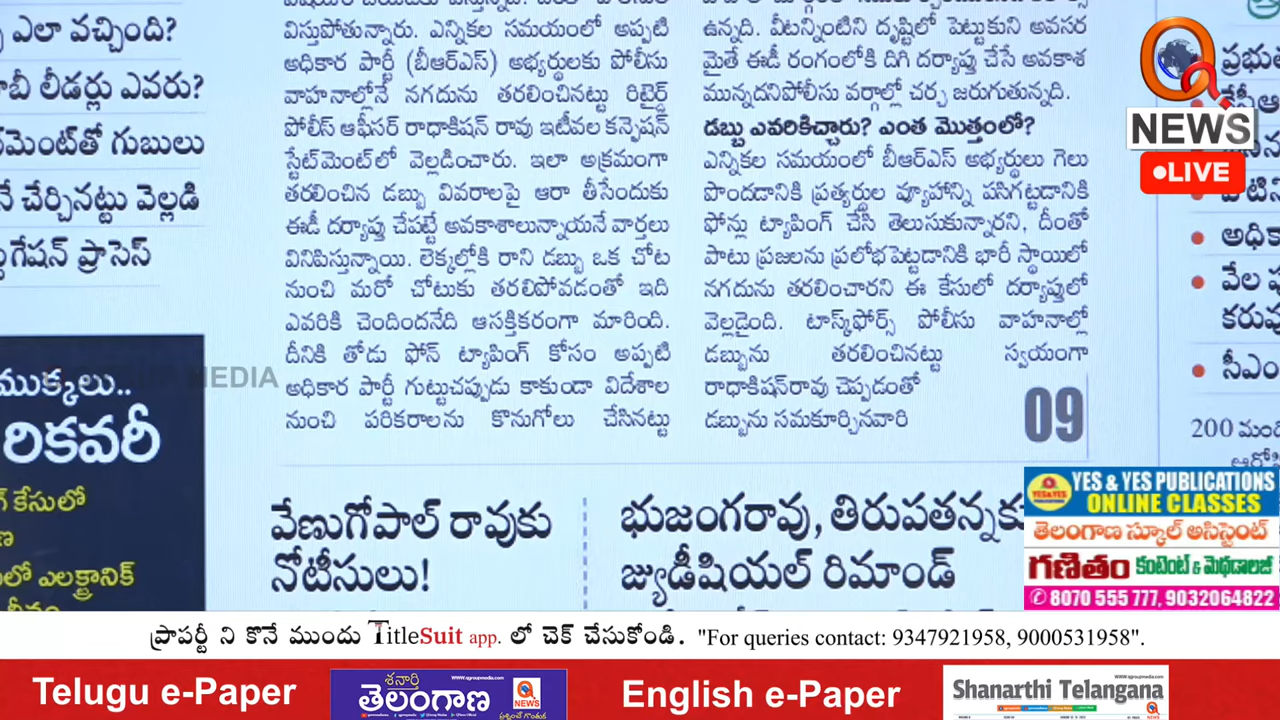 ఎలా వచ్చింది?
లీడర్లు ఎవరు?
గుబులు
చేర్చినట్టు వెల్లడి
ప్రాసెస్
ముక్కలు..
రికవరీ
కేసులో
ఎలక్ట్రానిక్
విస్తుపోతున్నారు. ఎన్నికల సమయంలో అప్పటి
అధికార పార్టీ (బీఆర్ఎస్) అభ్యర్థులకు పోలీసు
వాహనాల్లోనే నగదును తరలించినట్టు రిటైర్డ్
పోలీస్ ఆఫీసర్ రాధాకిషన్ రావు ఇటీవల కన్ఫెషన్
స్టేట్‌మెంట్‌లో వెల్లడించారు. ఇలా అక్రమంగా
తరలించిన డబ్బు వివరాలపై ఆరా తీసేందుకు
ఈడీ దర్యాప్తు చేపట్టే అవకాశాలున్నాయనే వార్తలు
వినిపిస్తున్నాయి. లెక్కల్లోకి రాని డబ్బు ఒక చోట
నుంచి మరో చోటుకు తరలిపోవడంతో ఇది
ఎవరికి చెందిందనేది ఆసక్తికరంగా మారింది.
దీనికి తోడు ఫోన్ ట్యాపింగ్ కోసం అప్పటి
అధికార పార్టీ గుట్టుచప్పుడు కాకుండా విదేశాల
నుంచి పరికరాలను కొనుగోలు చేసినట్టు
ఉన్నది. వీటన్నింటిని దృష్టిలో పెట్టుకుని అవసర
మైతే ఈడీ రంగంలోకి దిగి దర్యాప్తు చేసే అవకాశ
మున్నదనిపోలీసు వర్గాల్లో చర్చ జరుగుతున్నది.
డబ్బు ఎవరికిచ్చారు? ఎంత మొత్తంలో?
ఎన్నికల సమయంలో బీఆర్ఎస్ అభ్యర్థులు గెలు
పొందడానికి ప్రత్యర్థుల వ్యూహాన్ని పసిగట్టడానికి
ఫోన్లు ట్యాపింగ్ చేసి తెలుసుకున్నారని, దీంతో
పాటు ప్రజలను ప్రలోభపెట్టడానికి భారీ స్థాయిలో
నగదును తరలించారని ఈ కేసులో దర్యాప్తులో
వెల్లడైంది. టాస్క్‌ఫోర్స్ పోలీసు వాహనాల్లో
డబ్బును తరలించినట్టు స్వయంగా
రాధాకిషన్‌రావు చెప్పడంతో
డబ్బును సమకూర్చినవారి
09
వేణుగోపాల్ రావుకు
నోటీసులు!
భుజంగరావు, తిరుపతన్నకు
జ్యుడీషియల్ రిమాండ్
సీఎం
200
Q
NEWS
LIVE
MEDIA
YES & YES PUBLICATIONS
ONLINE CLASSES
తెలంగాణ స్కూల్ అసిస్టెంట్
గణితం కంటెంట్ & మెథడాలజీ
8070 555 777, 9032064822
ప్రాపర్టీ ని కొనే ముందు TitleSuit app. లో చెక్ చేసుకోండి. "For queries contact: 9347921958, 9000531958".
Telugu e-Paper
శనార్తి
తెలంగాణ
NEWS
English e-Paper
Shanarthi Telangana